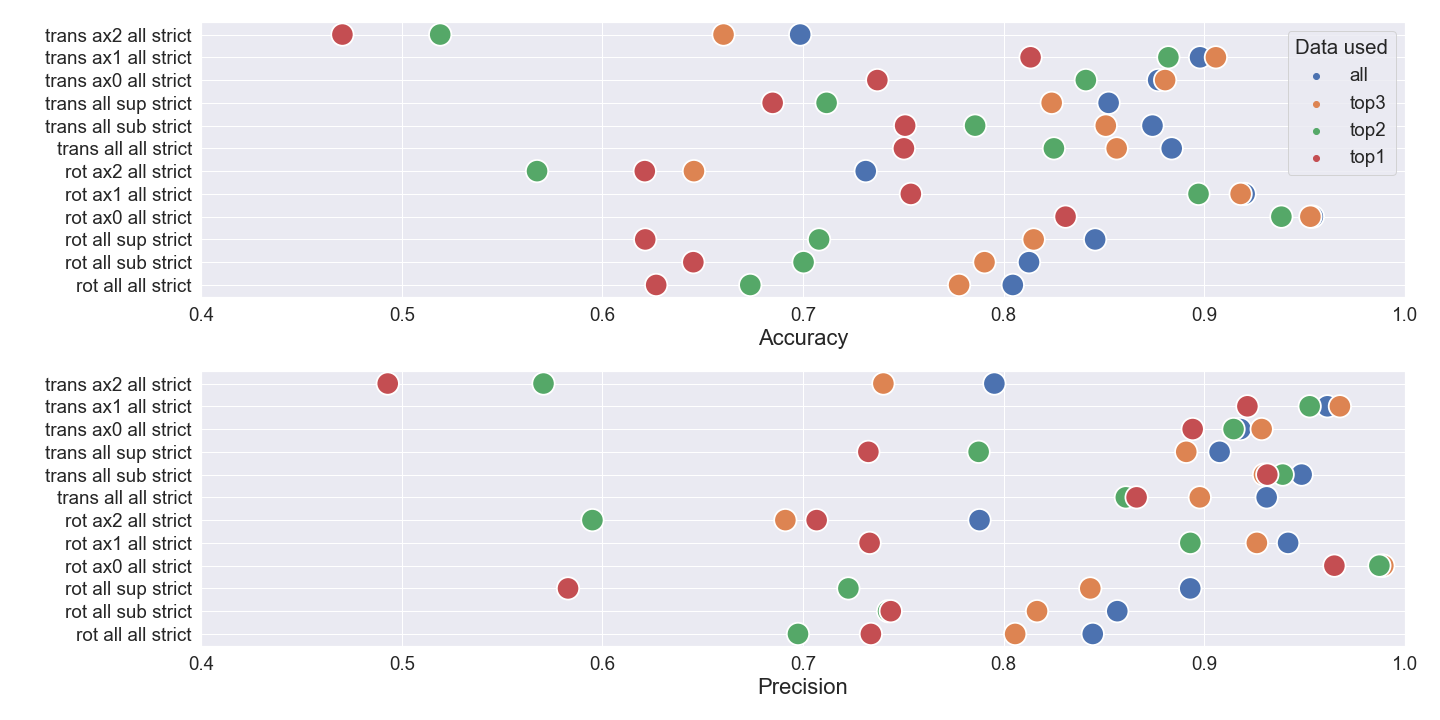 trans ax2 all strict
trans ax1 all strict
trans ax0 all strict
trans all sup strict
trans all sub strict
trans all all strict
rot ax2 all strict
rot ax1 all strict
rot ax0 all strict
rot all sup strict
rot all sub strict
rot all all strict
Data used
all
top3
top2
top1
0.4 0.5 0.6 0.7 0.8 0.9 1.0
Accuracy
trans ax2 all strict
trans ax1 all strict
trans ax0 all strict
trans all sup strict
trans all sub strict
trans all all strict
rot ax2 all strict
rot ax1 all strict
rot ax0 all strict
rot all sup strict
rot all sub strict
rot all all strict
0.4 0.5 0.6 0.7 0.8 0.9 1.0
Precision